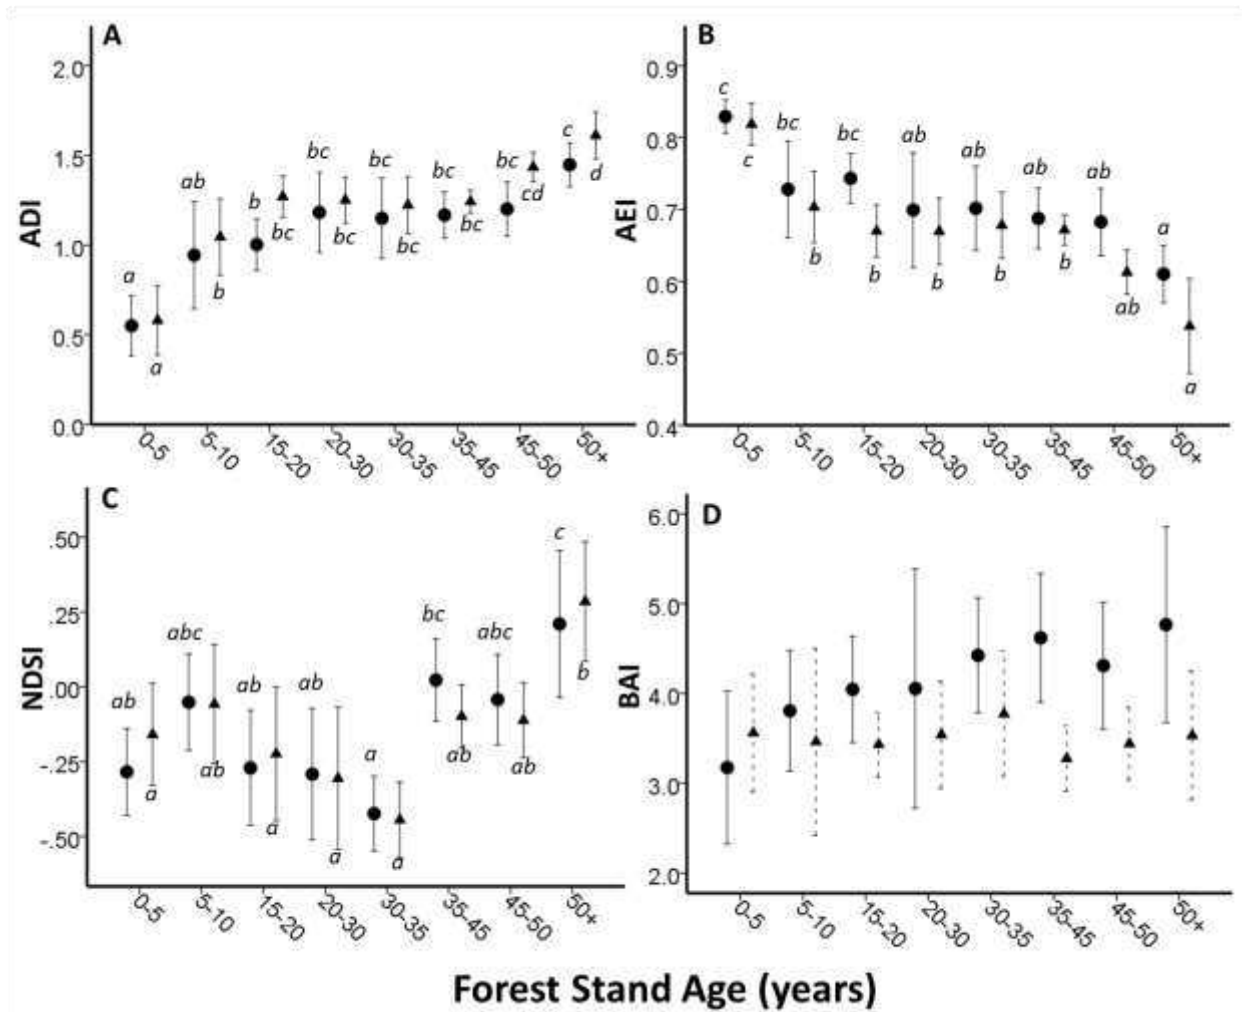 A
ADI
2.0
1.5
1.0
0.5
0.0
a a
ab b
b bc
bc bc
bc bc
bc bc
bc cd
c d
0-5 5-10 15-20 20-30 30-35 35-45 45-50 50+
B
AEI
0.9
0.8
0.7
0.6
0.5
0.4
c c
bc b
bc b
ab b
ab b
ab b
ab ab
a a
0-5 5-10 15-20 20-30 30-35 35-45 45-50 50+
C
NDSI
.50
.25
.00
-.25
-.50
ab a
abc ab
ab a
ab a
a a
bc ab
abc ab
c b
0-5 5-10 15-20 20-30 30-35 35-45 45-50 50+
D
BAI
6.0
5.0
4.0
3.0
2.0
0-5 5-10 15-20 20-30 30-35 35-45 45-50 50+
Forest Stand Age (years)